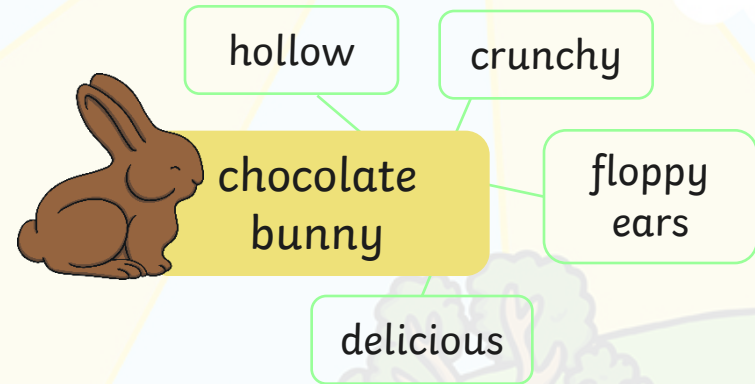 hollow
crunchy
chocolate
bunny
floppy
ears
delicious